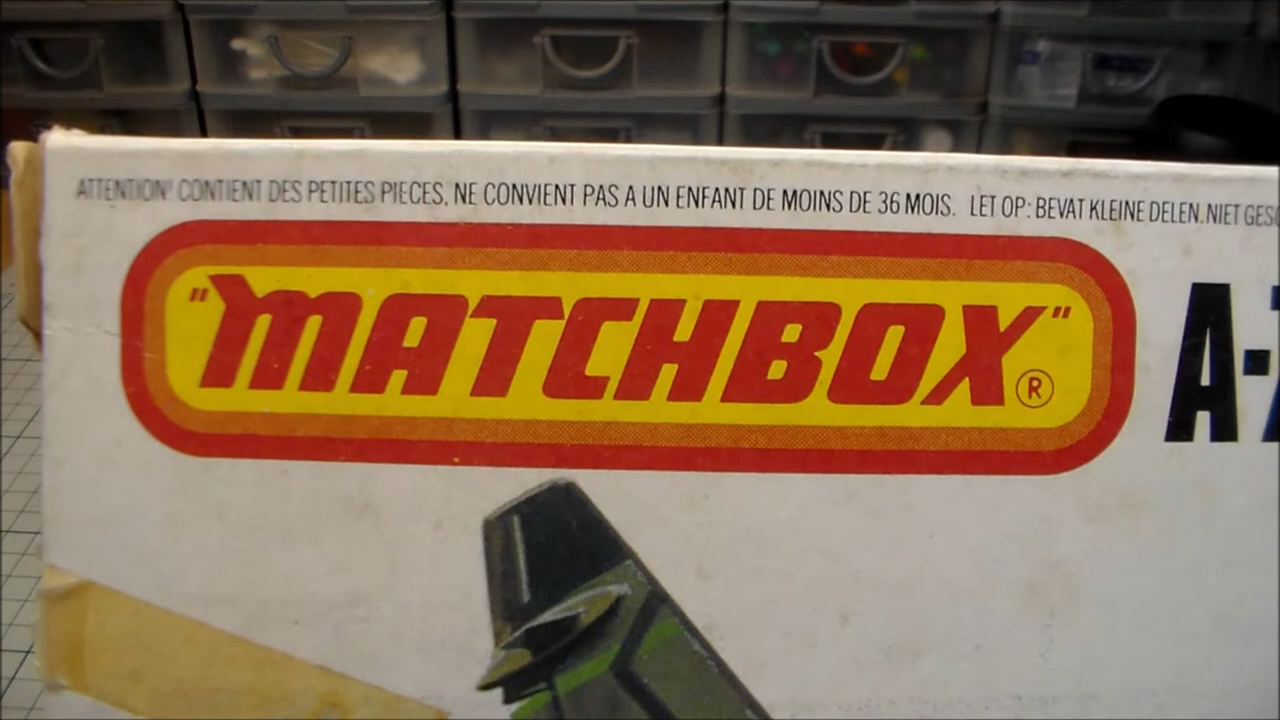 ATTENTION! CONTIENT DES PETITES PIECES, NE CONVIENT PAS A UN ENFANT DE MOINS DE 36 MOIS. LET OP: BEVAT KLEINE DELEN. NIET
"MATCHBOX" ®
A-